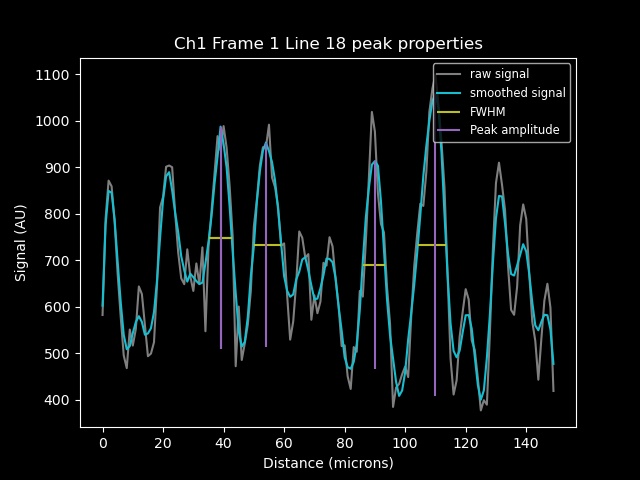 Ch1 Frame 1 Line 18 peak properties
raw signal
smoothed signal
FWHM
Peak amplitude
Signal (AU)
1100
1000
900
800
700
600
500
400
0 20 40 60 80 100 120 140
Distance (microns)